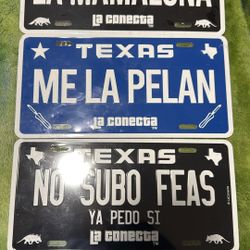 LA MAMALONA
LA CONECTA
TEXAS
ME LA PELAN
LA CONECTA
TEXAS
NO SUBO FEAS
YA PEDO SI
LA CONECTA